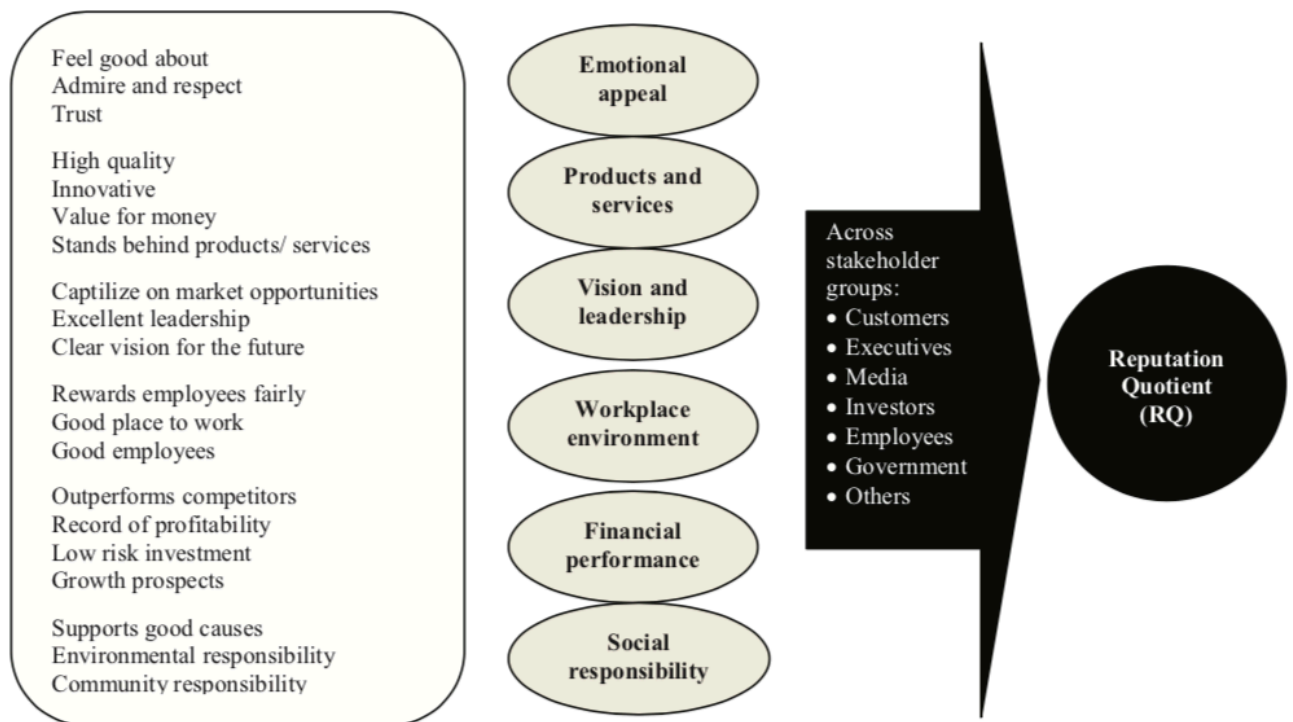 Feel good about
Admire and respect
Trust
High quality
Innovative
Value for money
Stands behind products/ services
Captilize on market opportunities
Excellent leadership
Clear vision for the future
Rewards employees fairly
Good place to work
Good employees
Outperforms competitors
Record of profitability
Low risk investment
Growth prospects
Supports good causes
Environmental responsibility
Community responsibility
Emotional
appeal
Products and
services
Vision and
leadership
Workplace
environment
Financial
performance
Social
responsibility
Across
stakeholder
groups:
• Customers
• Executives
• Media
• Investors
• Employees
• Government
• Others
Reputation
Quotient
(RQ)